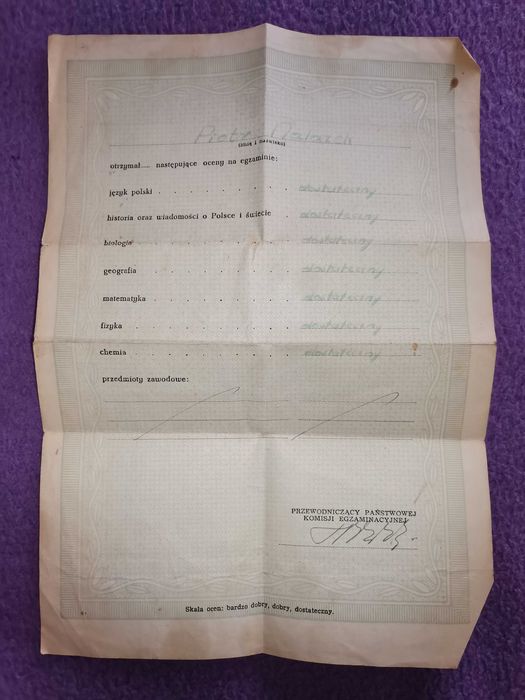 Piotr
(imię i nazwisko)
otrzymał.... następujące oceny na egzaminie:
język polski . . . . . . . . . dostateczny
historia oraz wiadomości o Polsce i świecie . dostateczny
biologia . . . . . . . . . dostateczny
geografia . . . . . . . . dostateczny
matematyka . . . . . . . . dostateczny
fizyka . . . . . . . . . dostateczny
chemia . . . . . . . . . dostateczny
przedmioty zawodowe:
PRZEWODNICZĄCY PAŃSTWOWEJ
KOMISJI EGZAMINACYJNEJ
Skala ocen: bardzo dobry, dobry, dostateczny.